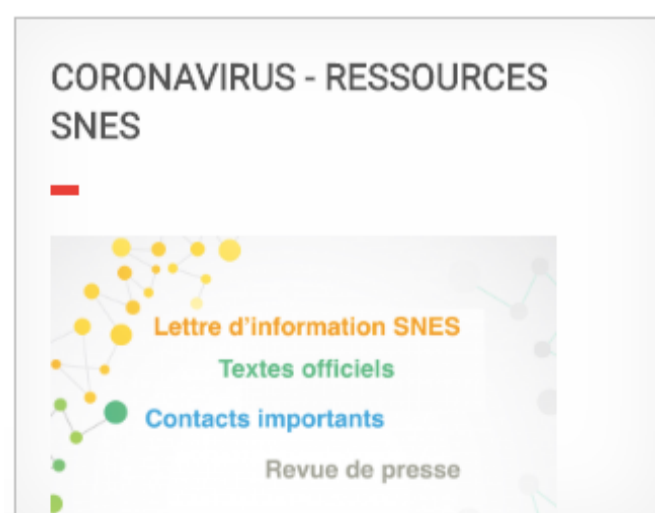 CORONAVIRUS - RESSOURCES
SNES
Lettre d'information SNES
Textes officiels
Contacts importants
Revue de presse